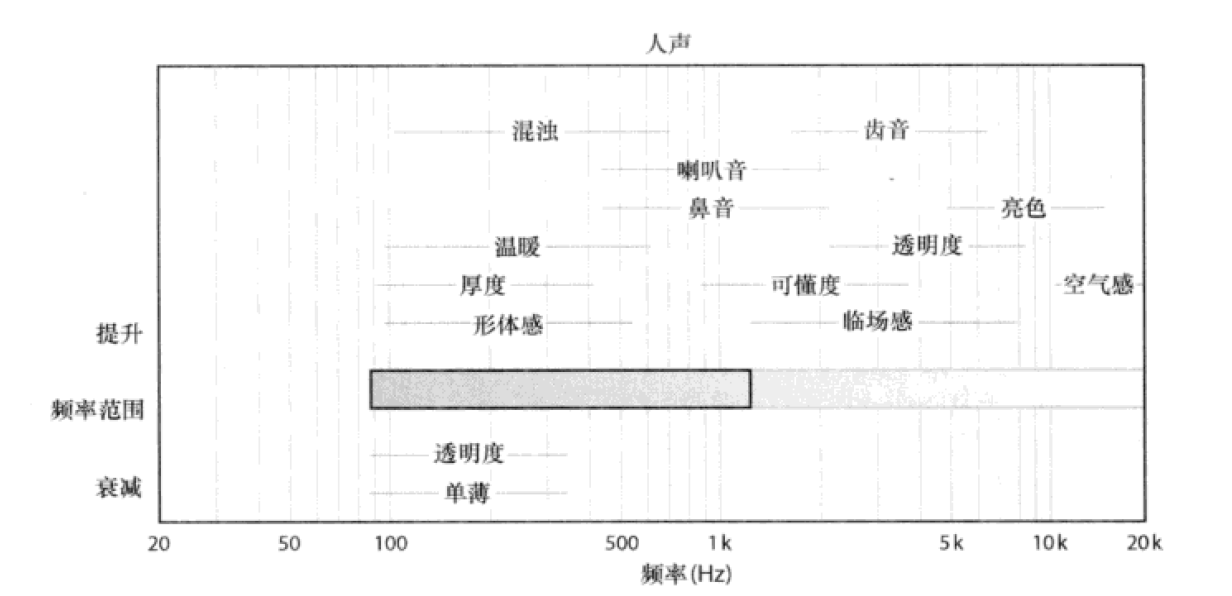 人声
混浊 齿音
喇叭音
鼻音 亮色
温暖 透明度
厚度 可懂度 空气感
形体感 临场感
提升
频率范围
透明度
衰减
单薄
20 50 100 500 1k 5k 10k 20k
频率(Hz)